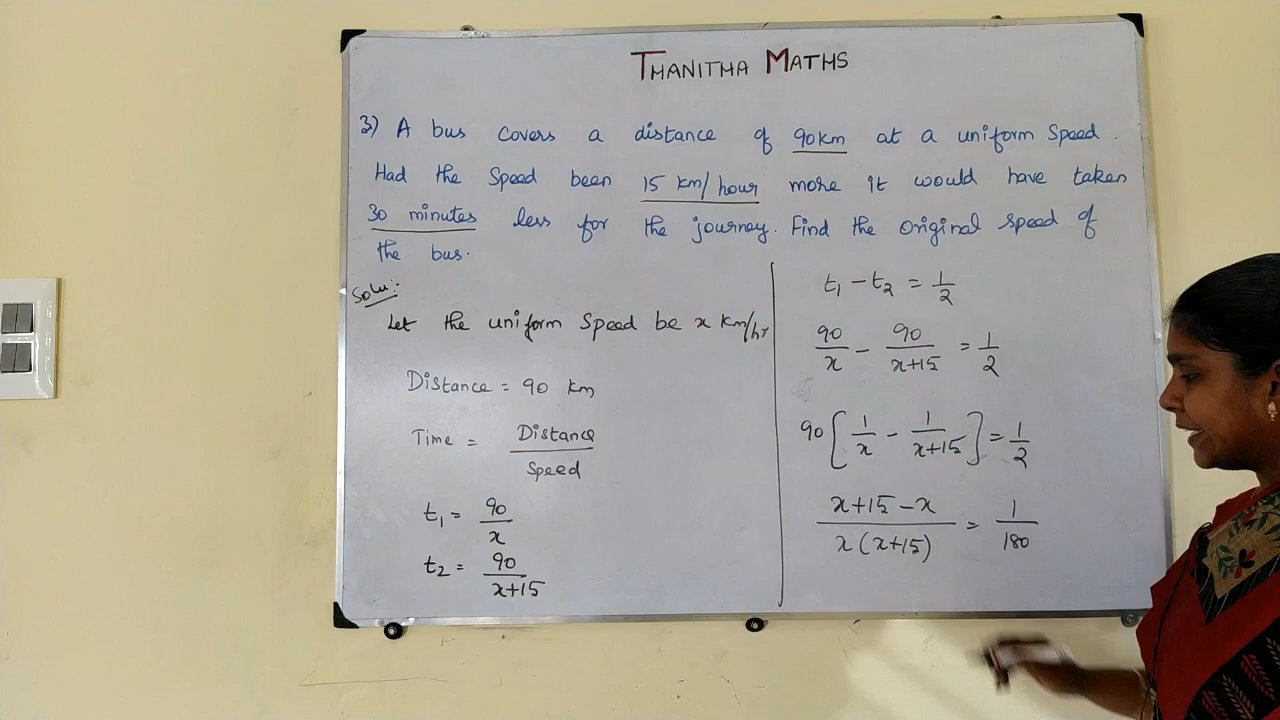 THANITHA MATHS
3) A bus covers a distance of 90km at a uniform speed.
Had the speed been 15 km/hour more it would have taken
30 minutes less for the journey. Find the original speed of
the bus.
Solu:-
Let the uniform speed be x km/hr
Distance = 90 km
Time = Distance/Speed
t₁ = 90/x
t₂ = 90/(x+15)
t₁ - t₂ = 1/2
90/x - 90/(x+15) = 1/2
90[1/x - 1/(x+15)] = 1/2
(x+15-x)/(x(x+15)) = 1/180